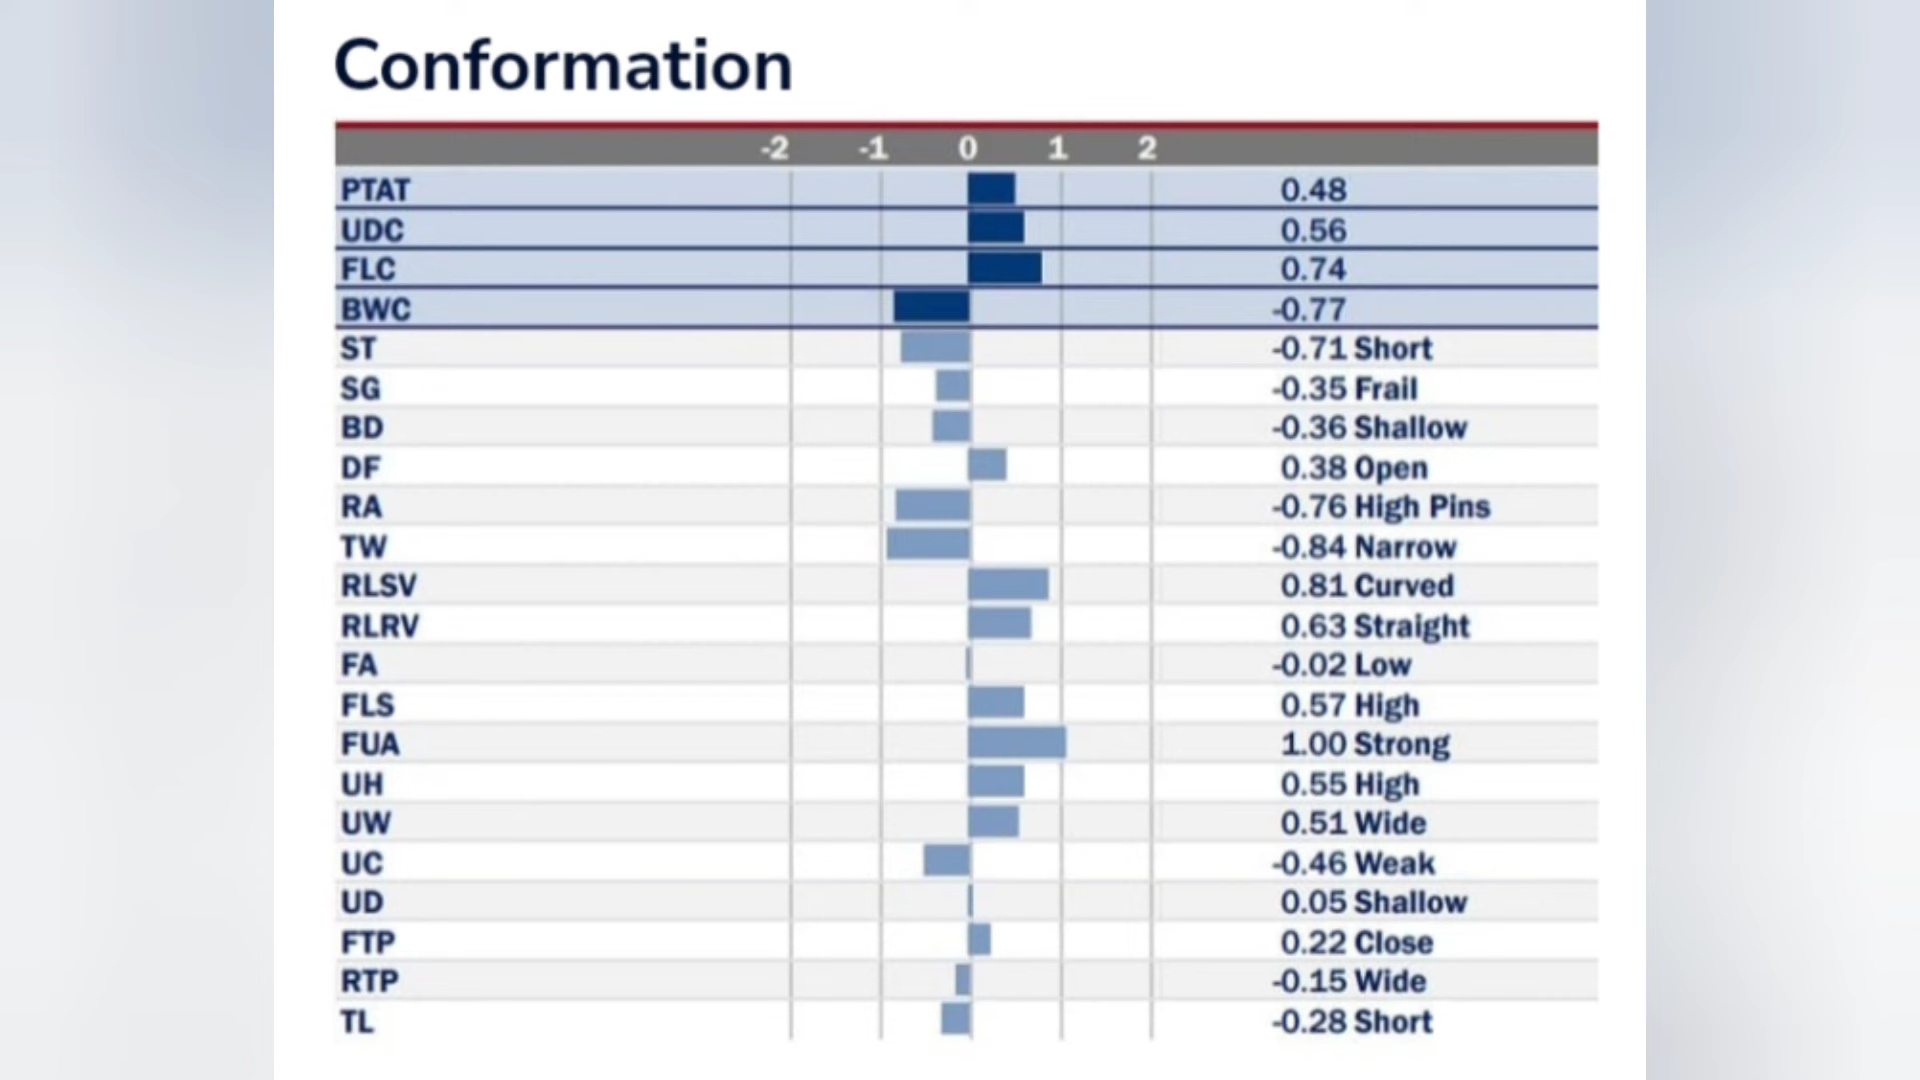 Conformation
-2 -1 0 1 2
PTAT 0.48
UDC 0.56
FLC 0.74
BWC -0.77
ST -0.71 Short
SG -0.35 Frail
BD -0.36 Shallow
DF 0.38 Open
RA -0.76 High Pins
TW -0.84 Narrow
RLSV 0.81 Curved
RLRV 0.63 Straight
FA -0.02 Low
FLS 0.57 High
FUA 1.00 Strong
UH 0.55 High
UW 0.51 Wide
UC -0.46 Weak
UD 0.05 Shallow
FTP 0.22 Close
RTP -0.15 Wide
TL -0.28 Short